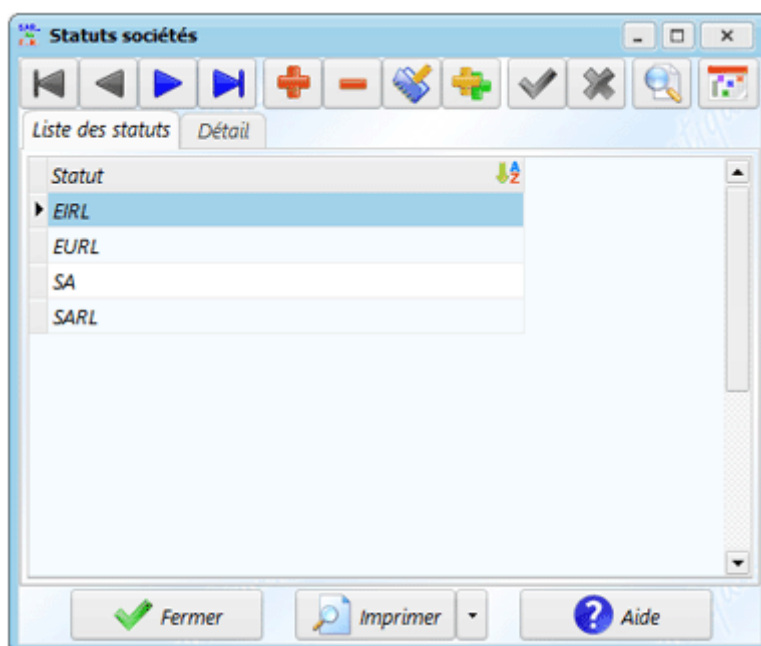 Statuts sociétés
Liste des statuts Détail
Statut
EIRL
EURL
SA
SARL
Fermer Imprimer Aide